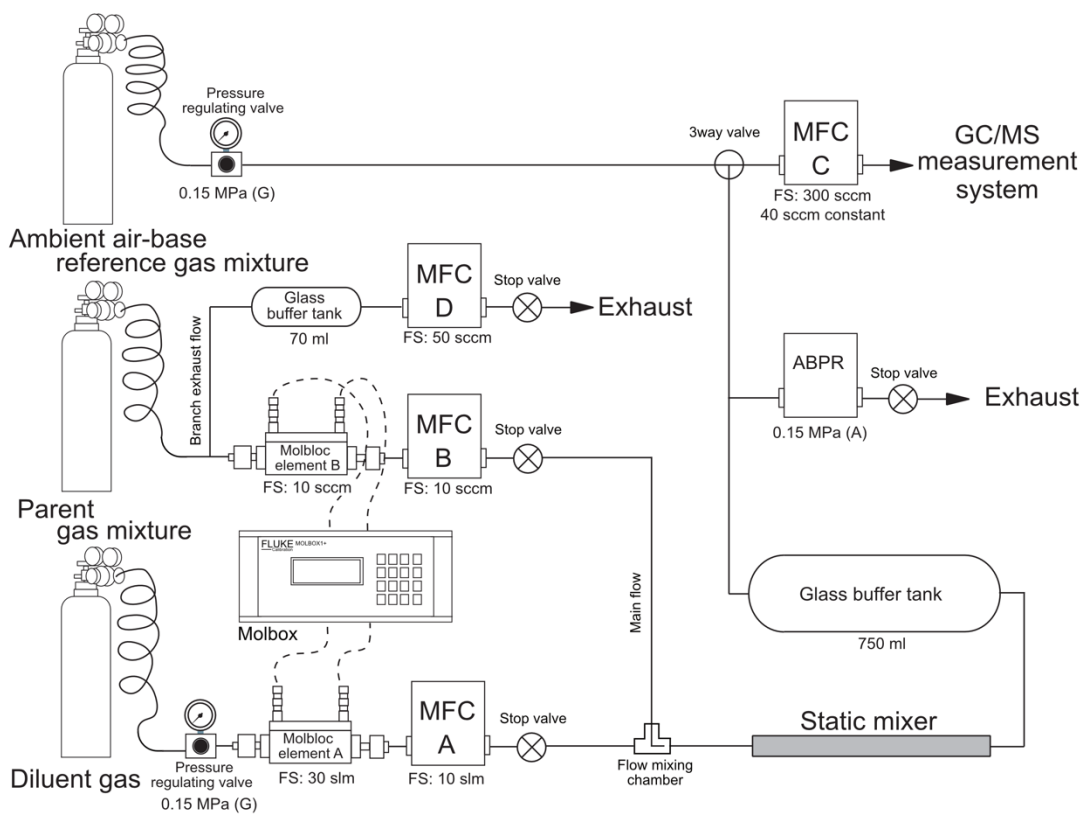 Pressure
regulating valve
0.15 MPa (G)
Ambient air-base
reference gas mixture
3way valve
MFC
C
FS: 300 sccm
40 sccm constant
GC/MS
measurement
system
Glass
buffer tank
70 ml
MFC
D
FS: 50 sccm
Stop valve
Exhaust
Branch exhaust flow
Molbloc
element B
FS: 10 sccm
MFC
B
FS: 10 sccm
Stop valve
ABPR
0.15 MPa (A)
Stop valve
Exhaust
Parent
gas mixture
FLUKE MOLBOX1+
Calibration
Molbox
Main flow
Glass buffer tank
750 ml
Diluent gas
Pressure
regulating valve
0.15 MPa (G)
Molbloc
element A
FS: 30 slm
MFC
A
FS: 10 slm
Stop valve
Flow mixing
chamber
Static mixer